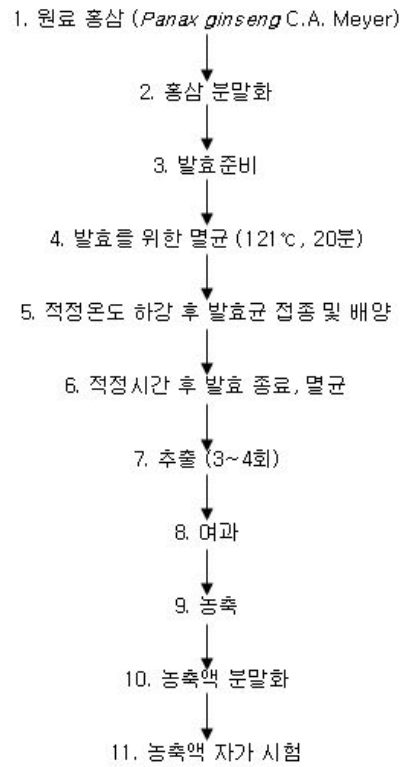 1. 원료 홍삼 (Panax ginseng C.A. Meyer)
2. 홍삼 분말화
3. 발효준비
4. 발효를 위한 멸균 (121℃, 20분)
5. 적정온도 하강 후 발효균 접종 및 배양
6. 적정시간 후 발효 종료, 멸균
7. 추출 (3~4회)
8. 여과
9. 농축
10. 농축액 분말화
11. 농축액 자가 시험